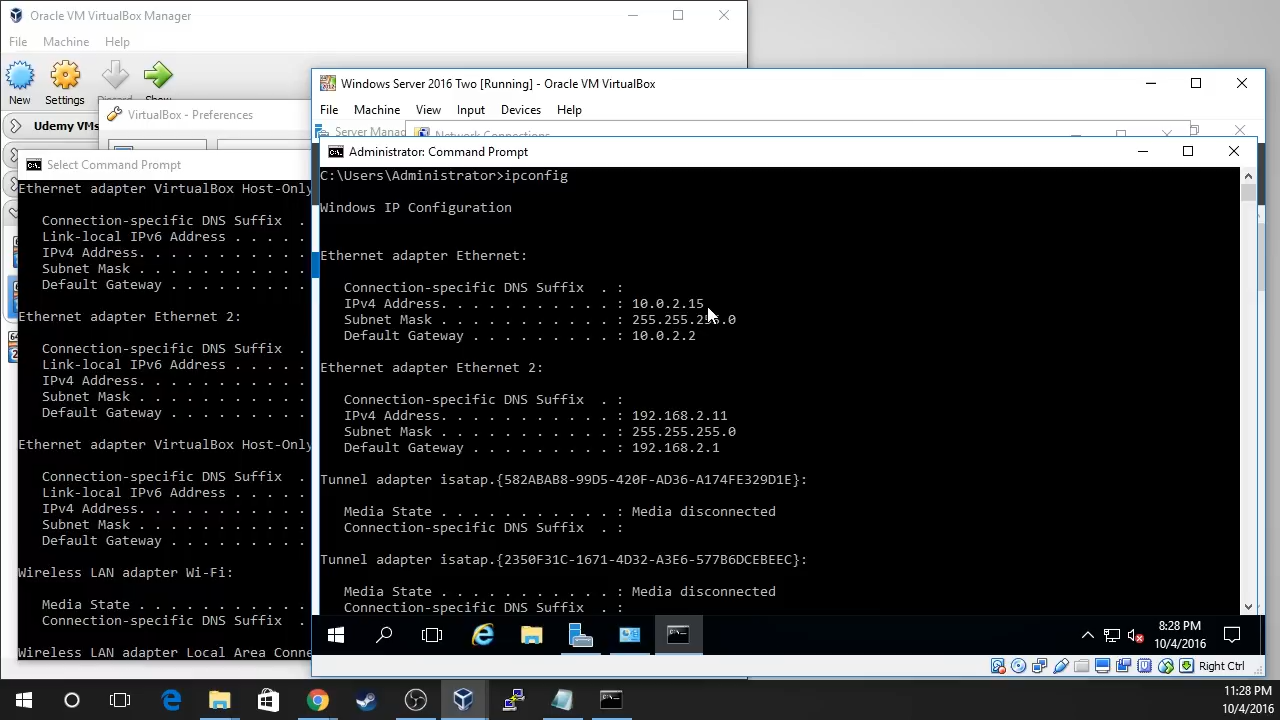 Oracle VM VirtualBox Manager
File Machine Help
New Settings Discard Show
Udemy VMs
VirtualBox - Preferences
Select Command Prompt
Ethernet adapter VirtualBox Host-Only
Connection-specific DNS Suffix .
Link-local IPv6 Address . . . . .
IPv4 Address. . . . . . . . . . .
Subnet Mask . . . . . . . . . . .
Default Gateway . . . . . . . . .
Ethernet adapter Ethernet 2:
Connection-specific DNS Suffix .
Link-local IPv6 Address . . . . .
IPv4 Address. . . . . . . . . . .
Subnet Mask . . . . . . . . . . .
Default Gateway . . . . . . . . .
Ethernet adapter VirtualBox Host-Only
Connection-specific DNS Suffix .
Link-local IPv6 Address . . . . .
IPv4 Address. . . . . . . . . . .
Subnet Mask . . . . . . . . . . .
Default Gateway . . . . . . . . .
Wireless LAN adapter Wi-Fi:
Media State . . . . . . . . . . .
Connection-specific DNS Suffix .
Wireless LAN adapter Local Area Conne
Windows Server 2016 Two [Running] - Oracle VM VirtualBox
File Machine View Input Devices Help
Server Manag
Network Connections
Administrator: Command Prompt
C:\Users\Administrator>ipconfig
Windows IP Configuration
Ethernet adapter Ethernet:
Connection-specific DNS Suffix . :
IPv4 Address. . . . . . . . . . . : 10.0.2.15
Subnet Mask . . . . . . . . . . . : 255.255.255.0
Default Gateway . . . . . . . . . : 10.0.2.2
Ethernet adapter Ethernet 2:
Connection-specific DNS Suffix . :
IPv4 Address. . . . . . . . . . . : 192.168.2.11
Subnet Mask . . . . . . . . . . . : 255.255.255.0
Default Gateway . . . . . . . . . : 192.168.2.1
Tunnel adapter isatap.{582ABAB8-99D5-420F-AD36-A174FE329D1E}:
Media State . . . . . . . . . . . : Media disconnected
Connection-specific DNS Suffix . :
Tunnel adapter isatap.{2350F31C-1671-4D32-A3E6-577B6DCEBEEC}:
Media State . . . . . . . . . . . : Media disconnected
Connection-specific DNS Suffix . :
8:28 PM
10/4/2016
Right Ctrl
11:28 PM
10/4/2016